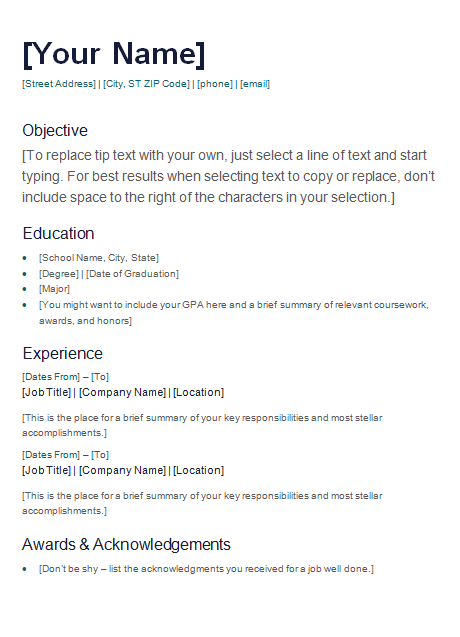 [Your Name]
[Street Address] | [City, ST ZIP Code] | [phone] | [email]
Objective
[To replace tip text with your own, just select a line of text and start
typing. For best results when selecting text to copy or replace, don’t
include space to the right of the characters in your selection.]
Education
• [School Name, City, State]
• [Degree] | [Date of Graduation]
• [Major]
• [You might want to include your GPA here and a brief summary of relevant coursework,
awards, and honors]
Experience
[Dates From] – [To]
[Job Title] | [Company Name] | [Location]
[This is the place for a brief summary of your key responsibilities and most stellar
accomplishments.]
[Dates From] – [To]
[Job Title] | [Company Name] | [Location]
[This is the place for a brief summary of your key responsibilities and most stellar
accomplishments.]
Awards & Acknowledgements
• [Don’t be shy – list the acknowledgments you received for a job well done.]